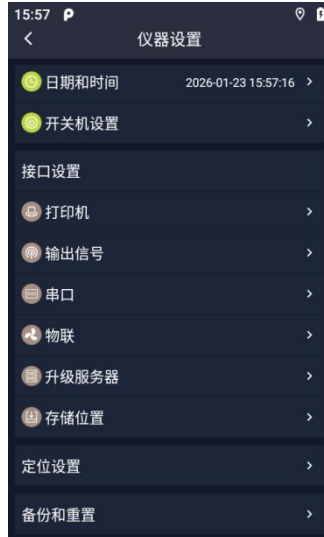 15:57
仪器设置
日期和时间 2026-01-23 15:57:16
开关机设置
接口设置
打印机
输出信号
串口
物联
升级服务器
存储位置
定位设置
备份和重置